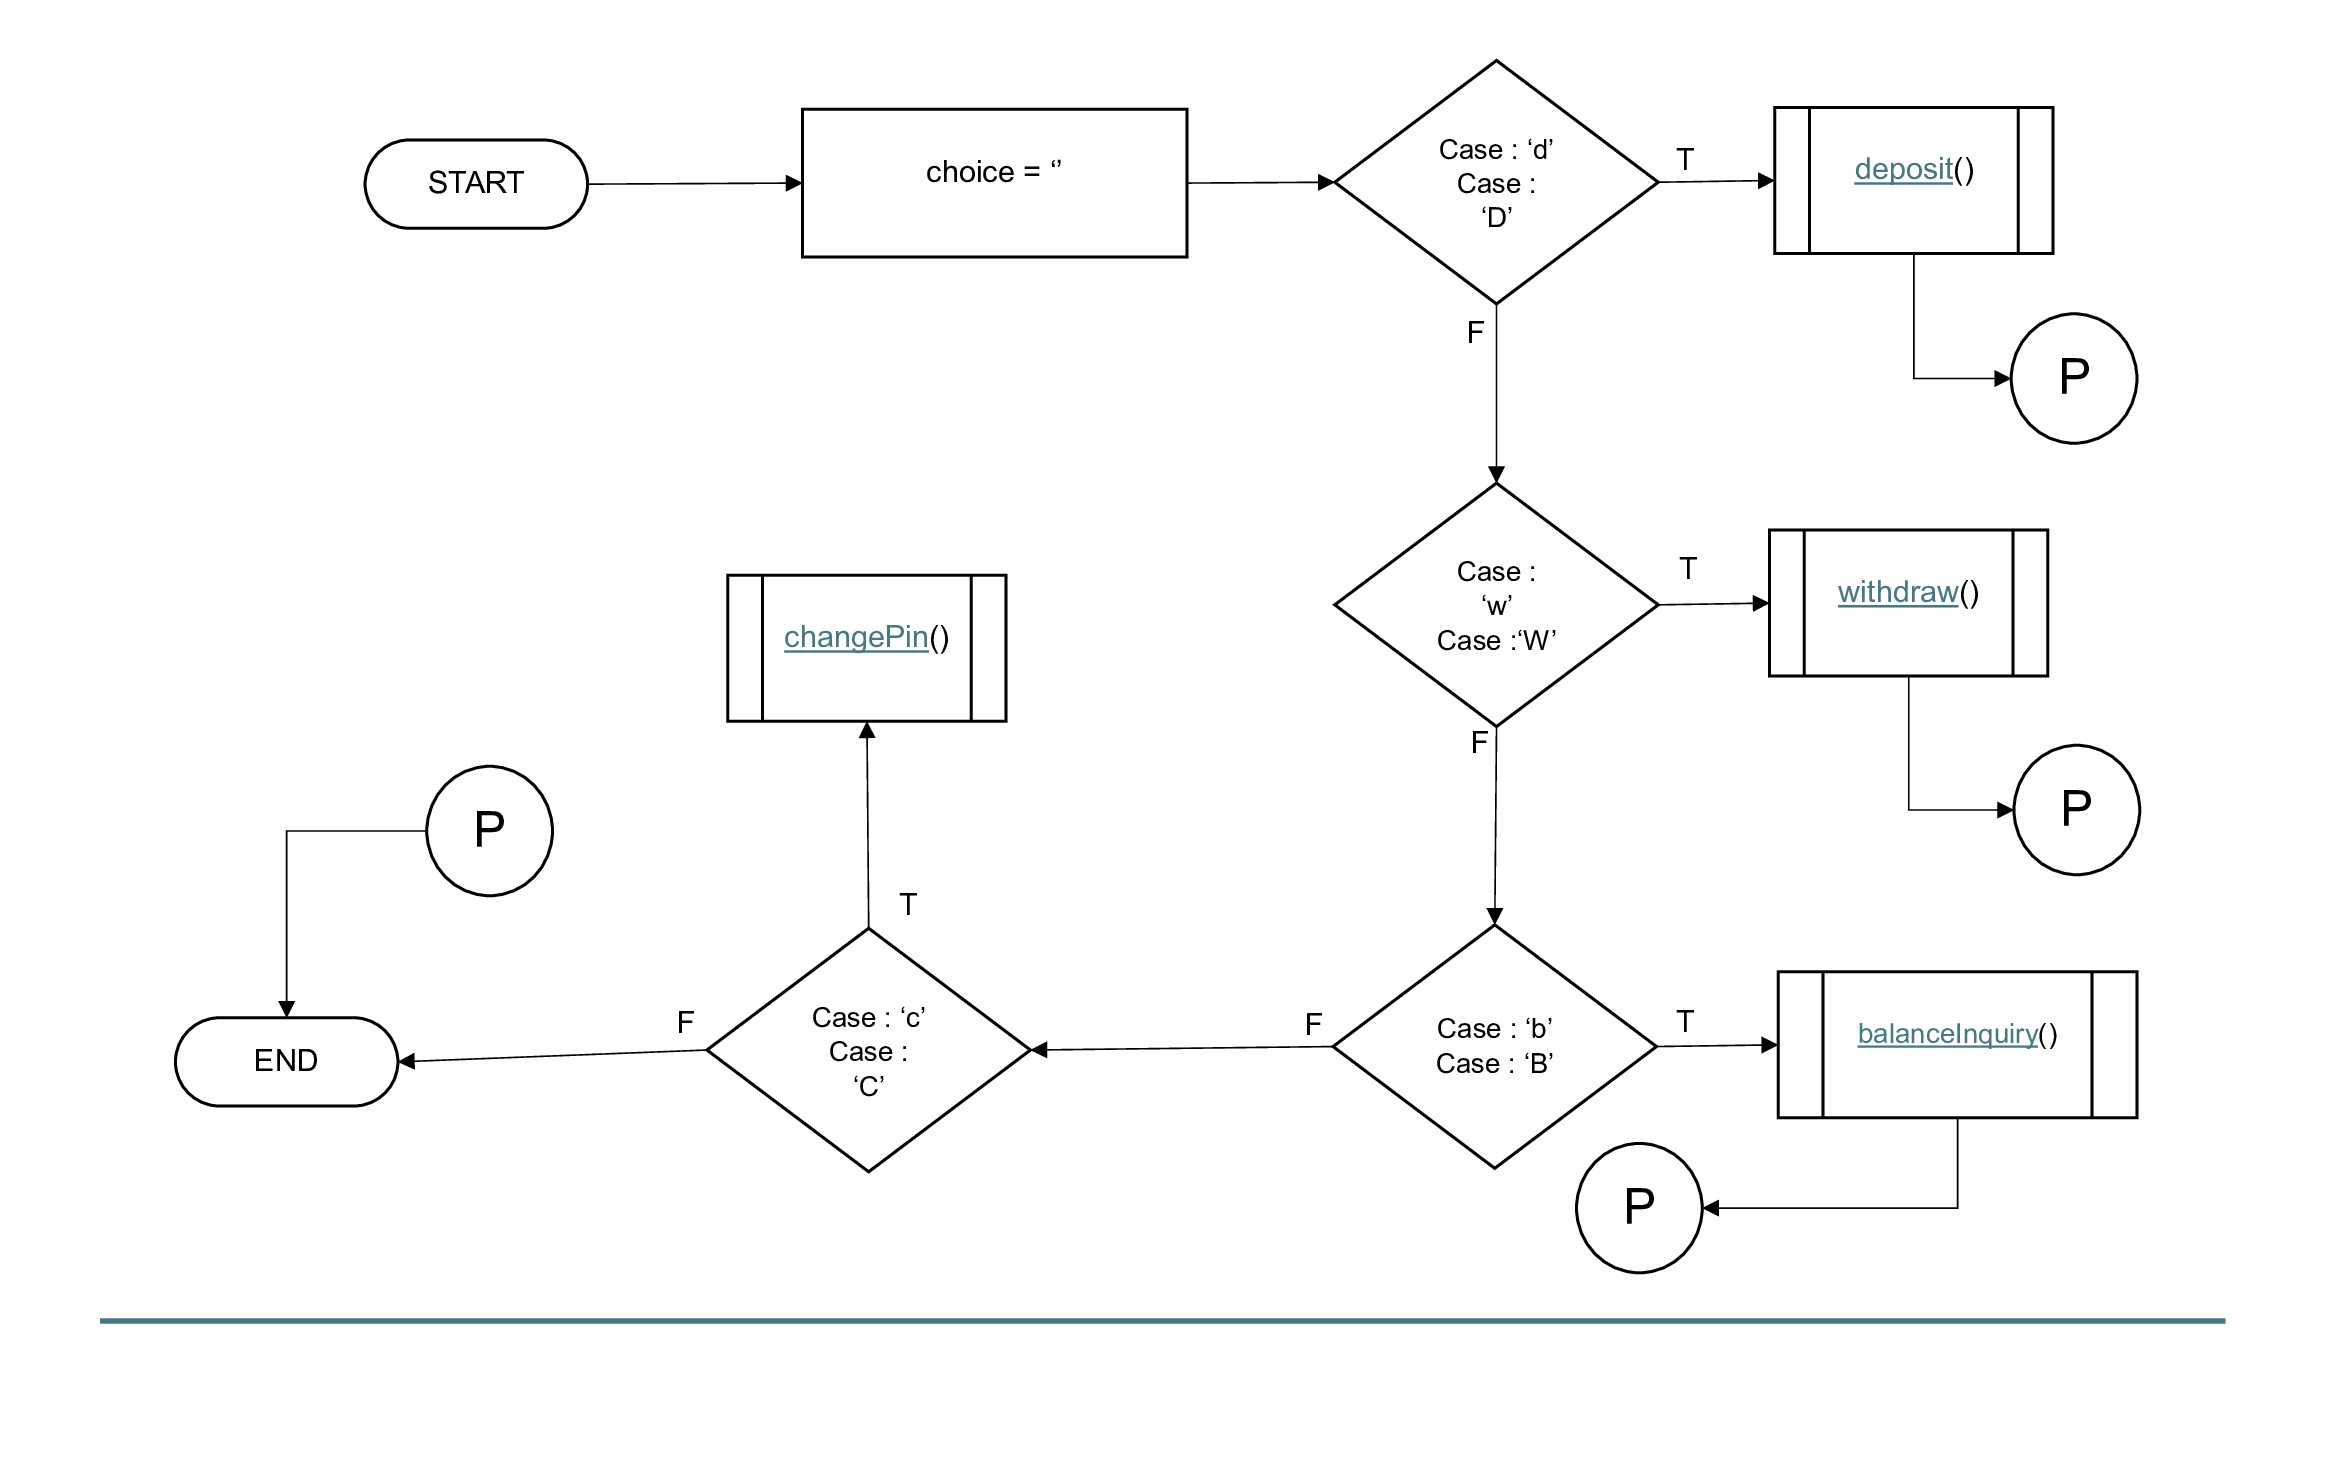 START
choice = ‘’
Case : ‘d’
Case :
‘D’
T
deposit()
F
P
Case :
‘w’
Case :‘W’
T
withdraw()
F
P
changePin()
P
T
Case : ‘c’
Case :
‘C’
F
END
F
Case : ‘b’
Case : ‘B’
T
balanceInquiry()
P